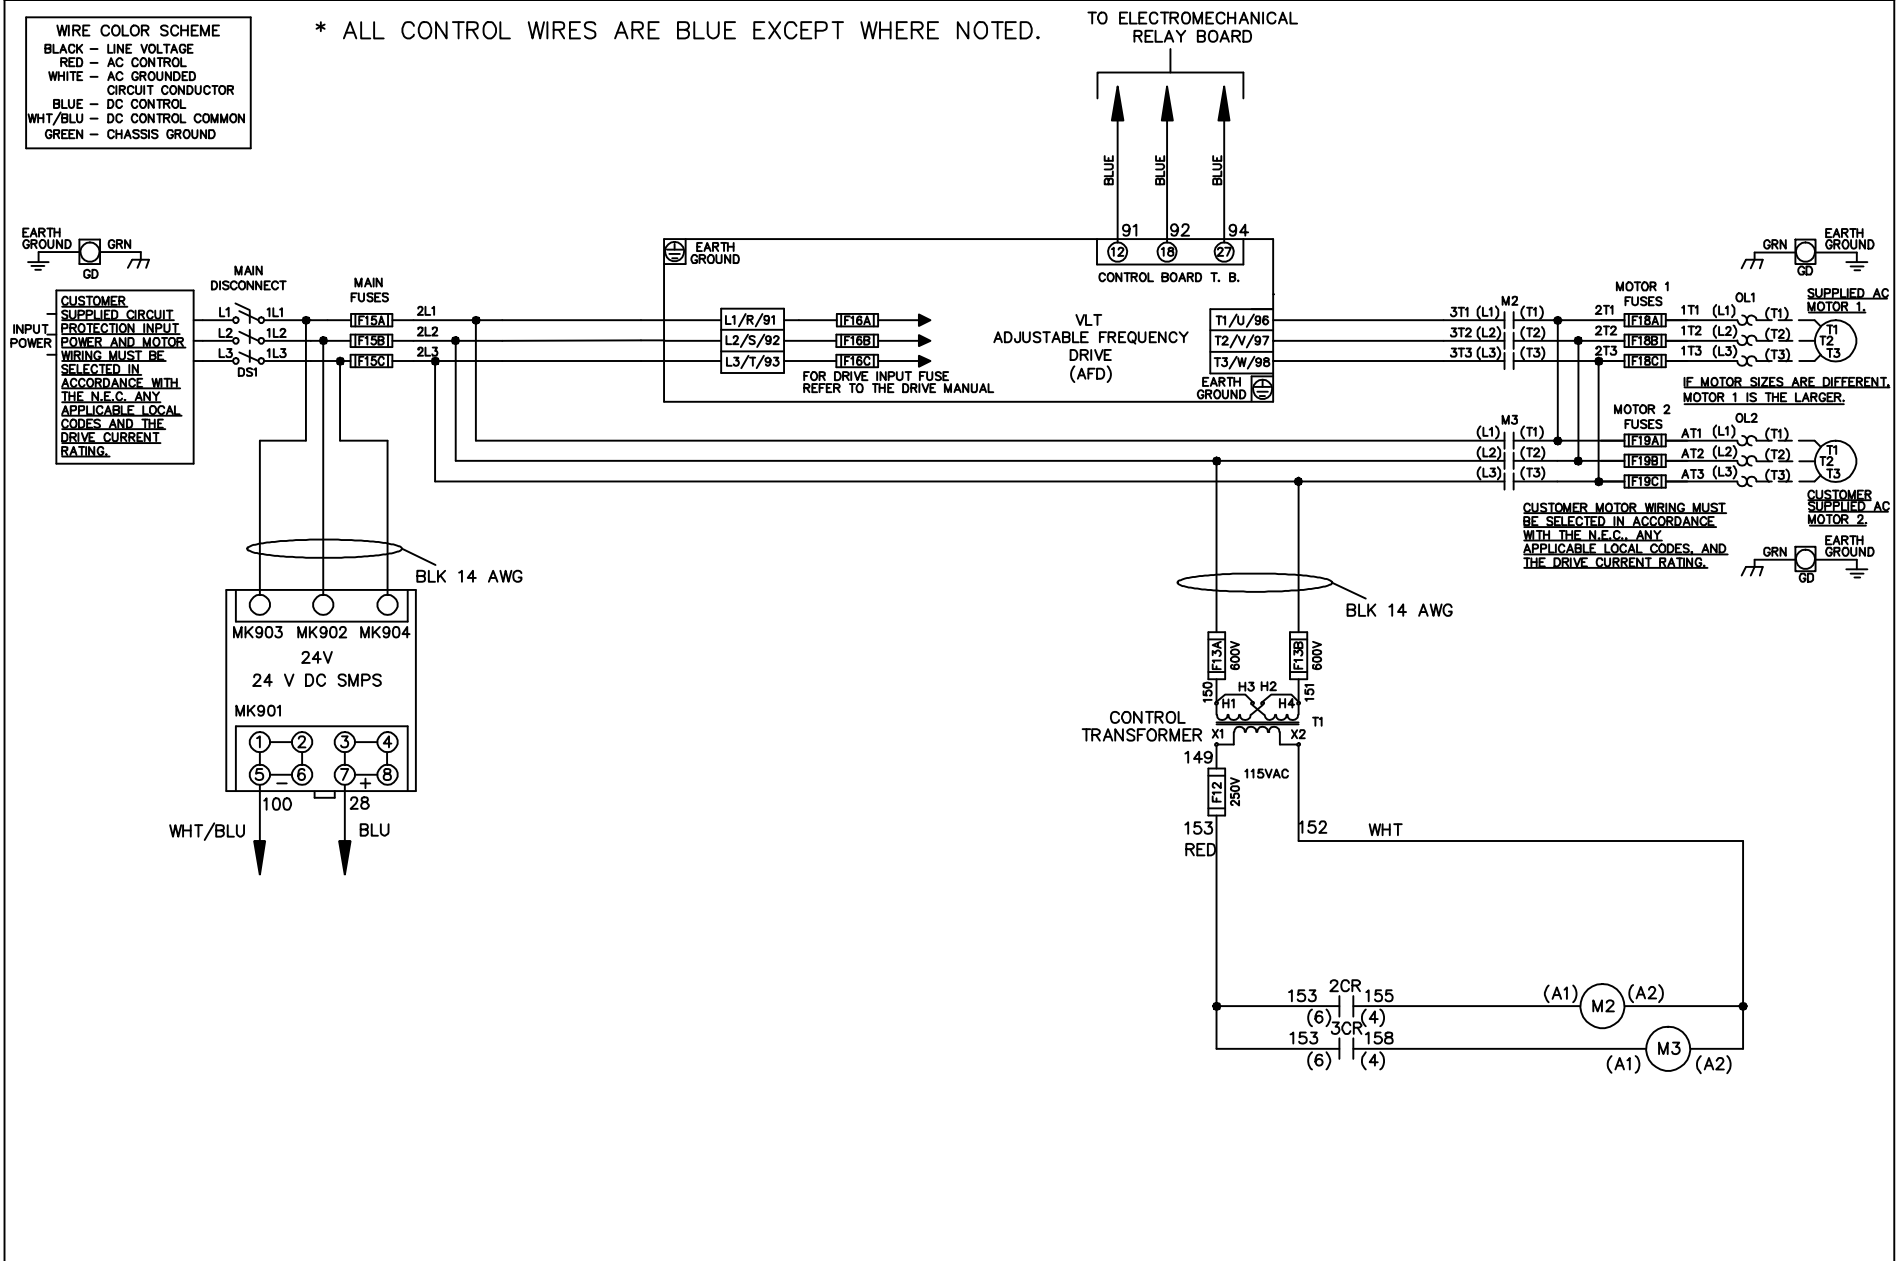 WIRE COLOR SCHEME
BLACK – LINE VOLTAGE
RED – AC CONTROL
WHITE – AC GROUNDED
CIRCUIT CONDUCTOR
BLUE – DC CONTROL
WHT/BLU – DC CONTROL COMMON
GREEN – CHASSIS GROUND
* ALL CONTROL WIRES ARE BLUE EXCEPT WHERE NOTED.
TO ELECTROMECHANICAL
RELAY BOARD
BLUE
BLUE
BLUE
91 92 94
12 18 27
CONTROL BOARD T. B.
EARTH
GROUND
GRN
GD
INPUT
POWER
CUSTOMER
SUPPLIED CIRCUIT
PROTECTION INPUT
POWER AND MOTOR
WIRING MUST BE
SELECTED IN
ACCORDANCE WITH
THE N.E.C. ANY
APPLICABLE LOCAL
CODES AND THE
DRIVE CURRENT
RATING.
MAIN
DISCONNECT
L1 1L1
L2 1L2
L3 1L3
DS1
MAIN
FUSES
F15A 2L1
F15B 2L2
F15C 2L3
EARTH
GROUND
L1/R/91 F16A
L2/S/92 F16B
L3/T/93 F16C
FOR DRIVE INPUT FUSE
REFER TO THE DRIVE MANUAL
VLT
ADJUSTABLE FREQUENCY
DRIVE
(AFD)
T1/U/96
T2/V/97
T3/W/98
EARTH
GROUND
M2
3T1 (L1) (T1)
3T2 (L2) (T2)
3T3 (L3) (T3)
MOTOR 1
FUSES
2T1 F18A 1T1 (L1) (T1)
2T2 F18B 1T2 (L2) (T2)
2T3 F18C 1T3 (L3) (T3)
OL1
GRN
GD
EARTH
GROUND
SUPPLIED AC
MOTOR 1.
T1
T2
T3
IF MOTOR SIZES ARE DIFFERENT,
MOTOR 1 IS THE LARGER.
M3
(L1) (T1)
(L2) (T2)
(L3) (T3)
MOTOR 2
FUSES
F19A AT1 (L1) (T1)
F19B AT2 (L2) (T2)
F19C AT3 (L3) (T3)
OL2
T1
T2
T3
CUSTOMER
SUPPLIED AC
MOTOR 2.
CUSTOMER MOTOR WIRING MUST
BE SELECTED IN ACCORDANCE
WITH THE N.E.C., ANY
APPLICABLE LOCAL CODES, AND
THE DRIVE CURRENT RATING.
GRN
GD
EARTH
GROUND
BLK 14 AWG
MK903 MK902 MK904
24V
24 V DC SMPS
MK901
1 2 3 4
5 – 6 7 + 8
100 28
WHT/BLU BLU
BLK 14 AWG
F13A
600V
F13B
600V
150
151
H1 H3 H2 H4
CONTROL
TRANSFORMER
T1
X1 X2
149
115VAC
F12
250V
153
RED
152 WHT
153 2CR 155
(6) (4)
(A1) M2 (A2)
153 3CR 158
(6) (4)
(A1) M3 (A2)